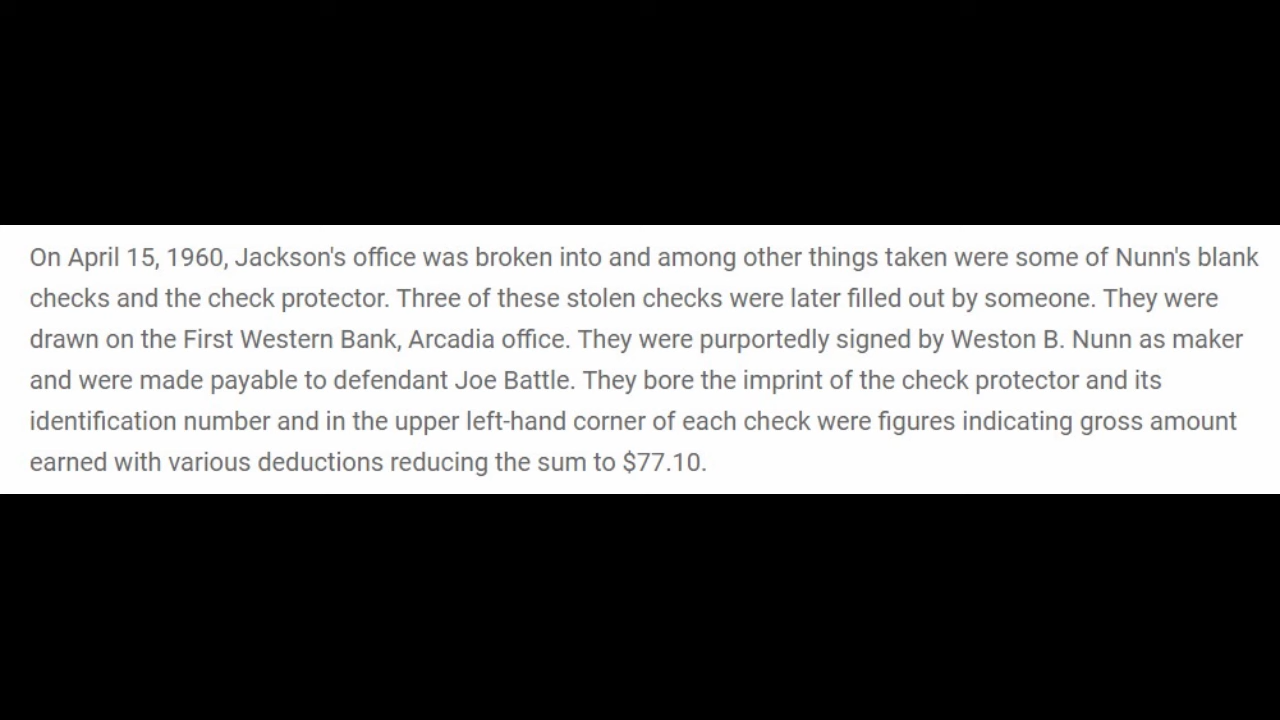 On April 15, 1960, Jackson's office was broken into and among other things taken were some of Nunn's blank
checks and the check protector. Three of these stolen checks were later filled out by someone. They were
drawn on the First Western Bank, Arcadia office. They were purportedly signed by Weston B. Nunn as maker
and were made payable to defendant Joe Battle. They bore the imprint of the check protector and its
identification number and in the upper left-hand corner of each check were figures indicating gross amount
earned with various deductions reducing the sum to $77.10.